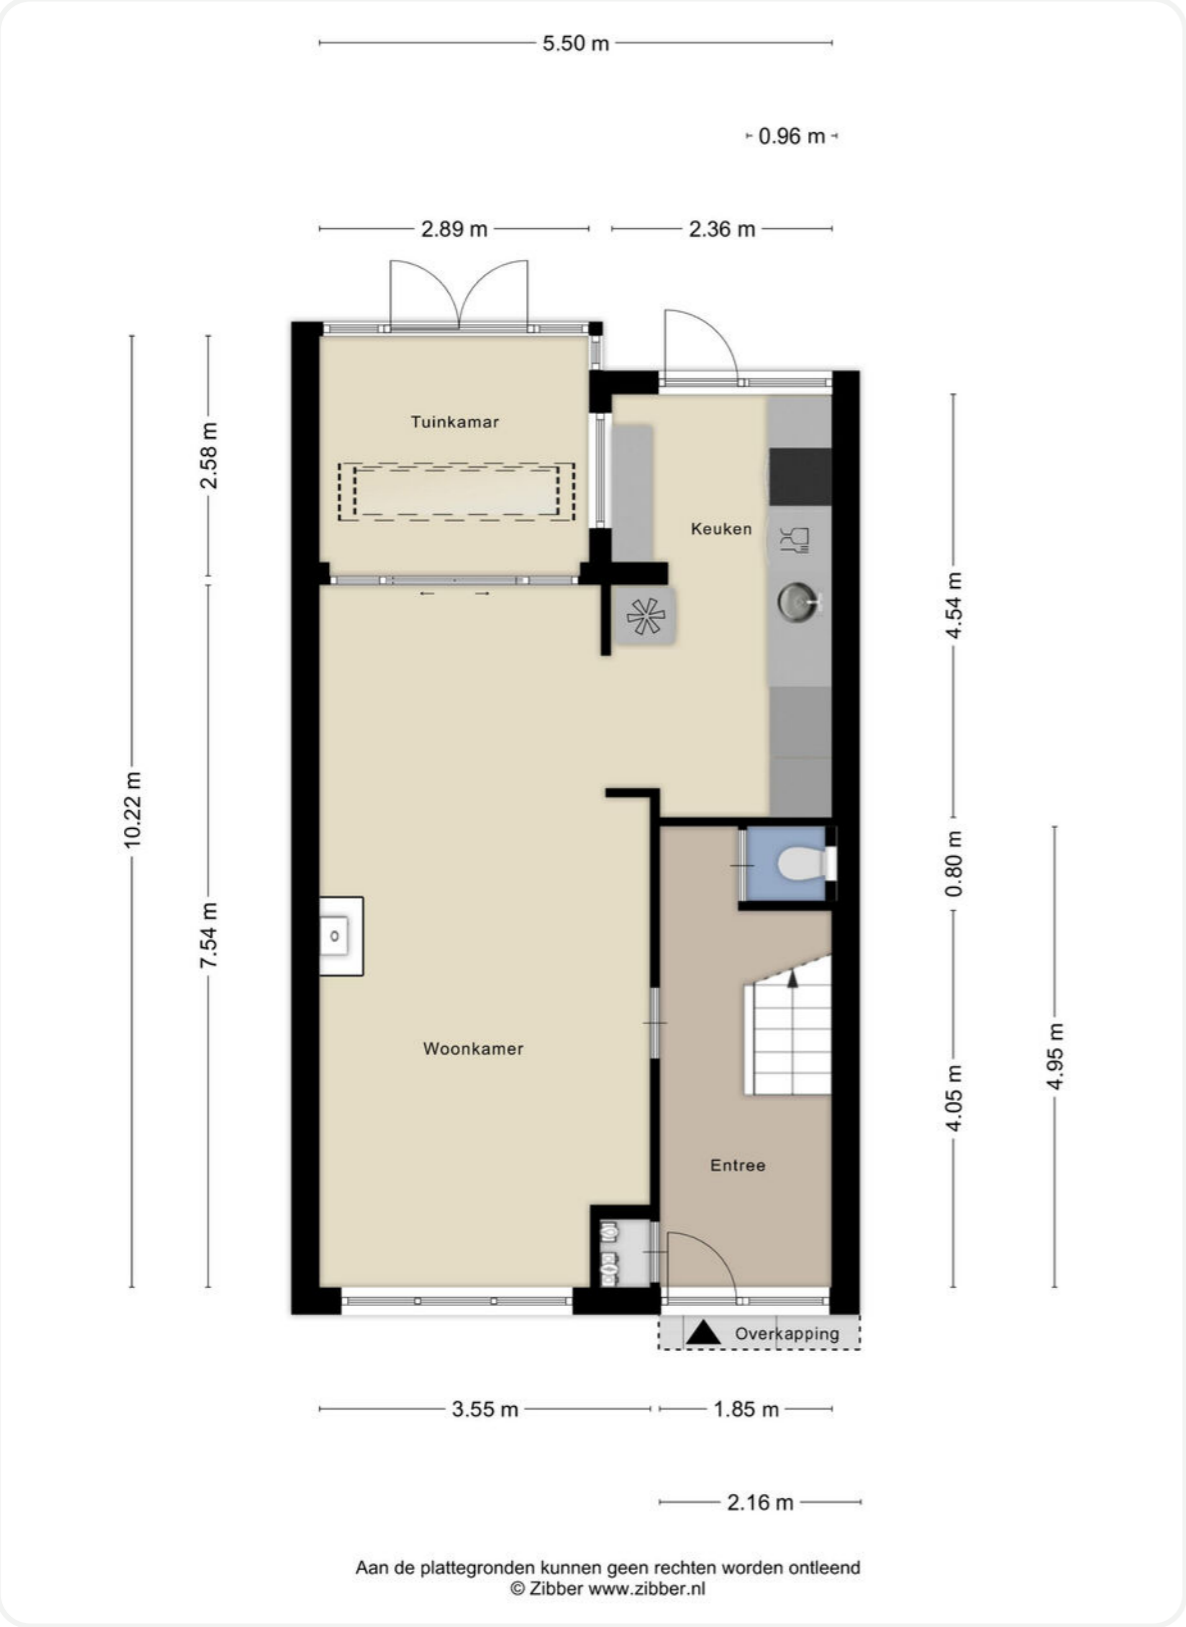 5.50 m
0.96 m
2.89 m
2.36 m
Tuinkamar
2.58 m
Keuken
4.54 m
10.22 m
0.80 m
7.54 m
Woonkamer
4.95 m
4.05 m
Entree
Overkapping
3.55 m
1.85 m
2.16 m
Aan de plattegronden kunnen geen rechten worden ontleend
© Zibber www.zibber.nl